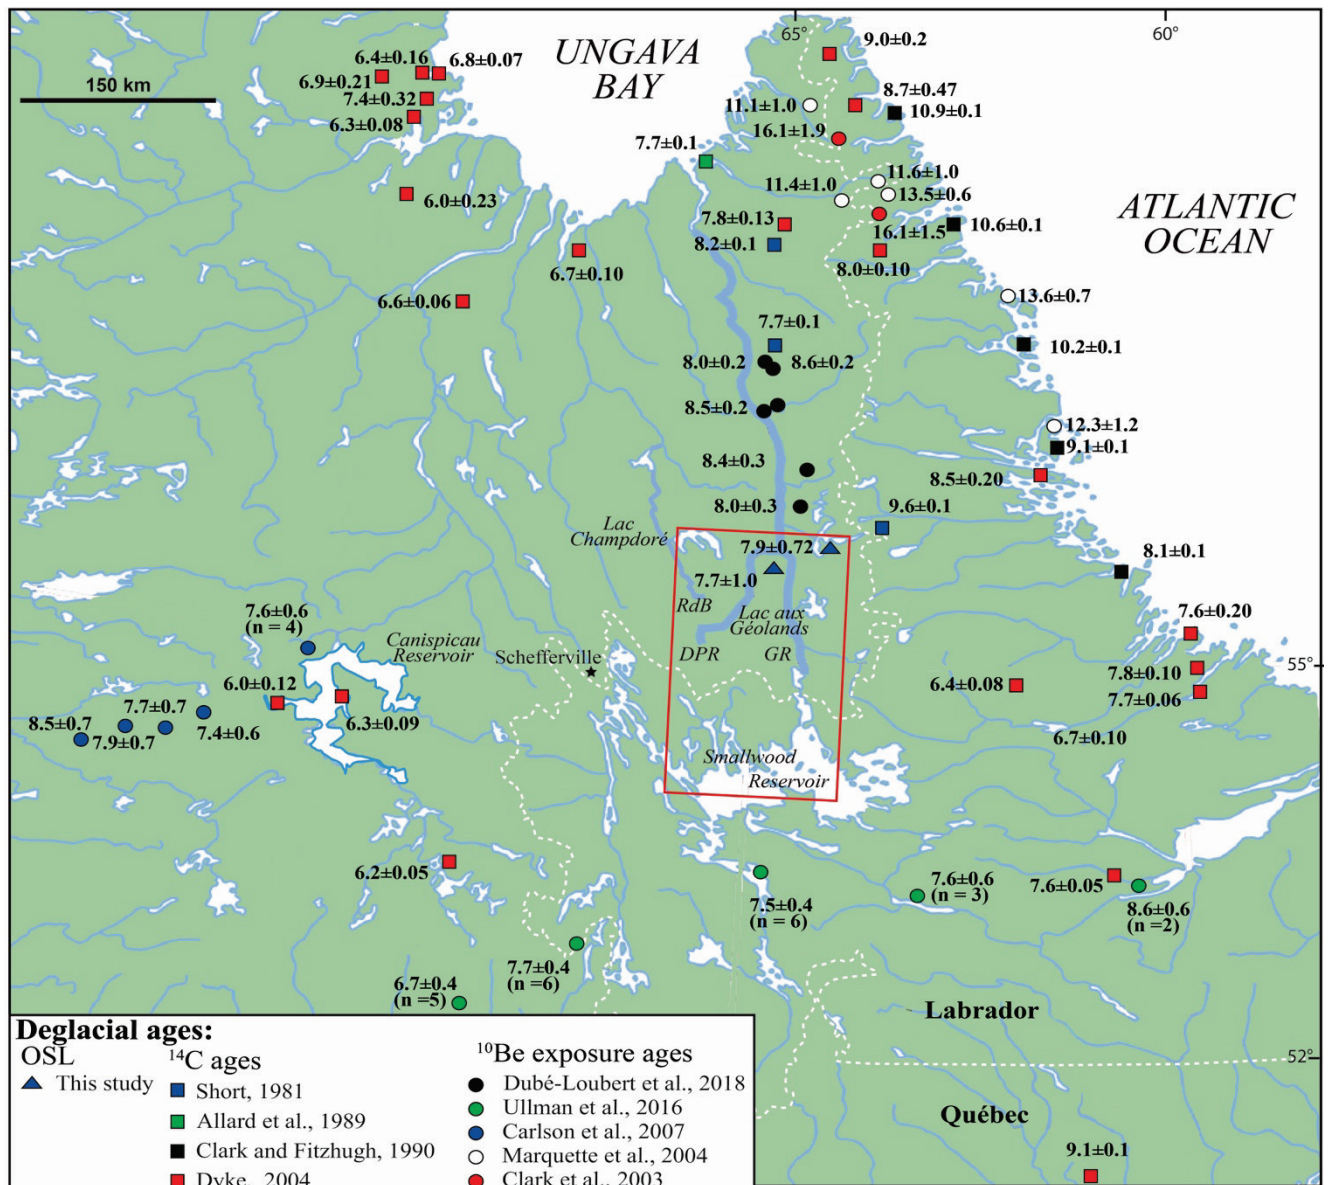 65°
60°
UNGAVA
BAY
9.0±0.2
6.4±0.16
6.8±0.07
6.9±0.21
150 km
7.4±0.32
8.7±0.47
11.1±1.0
10.9±0.1
6.3±0.08
16.1±1.9
7.7±0.1
11.6±1.0
11.4±1.0
13.5±0.6
6.0±0.23
ATLANTIC
OCEAN
7.8±0.13
10.6±0.1
16.1±1.5
8.2±0.1
6.7±0.10
8.0±0.10
13.6±0.7
6.6±0.06
7.7±0.1
10.2±0.1
8.0±0.2
8.6±0.2
8.5±0.2
12.3±1.2
9.1±0.1
8.4±0.3
8.5±0.20
8.0±0.3
9.6±0.1
Lac
Champdoré
7.9±0.72
8.1±0.1
7.7±1.0
RdB
Lac aux
Géolands
7.6±0.6
(n = 4)
7.6±0.20
Canispicau
Reservoir
Schefferville
DPR
GR
55°
7.8±0.10
6.0±0.12
6.4±0.08
7.7±0.06
7.7±0.7
8.5±0.7
7.9±0.7
7.4±0.6
6.3±0.09
6.7±0.10
Smallwood
Reservoir
6.2±0.05
7.6±0.6
(n = 3)
7.6±0.05
7.5±0.4
(n = 6)
8.6±0.6
(n =2)
7.7±0.4
(n =6)
6.7±0.4
(n =5)
Labrador
52°
Québec
9.1±0.1
Deglacial ages:
OSL
This study
14C ages
Short, 1981
Allard et al., 1989
Clark and Fitzhugh, 1990
Dyke, 2004
10Be exposure ages
Dubé-Loubert et al., 2018
Ullman et al., 2016
Carlson et al., 2007
Marquette et al., 2004
Clark et al. 2003